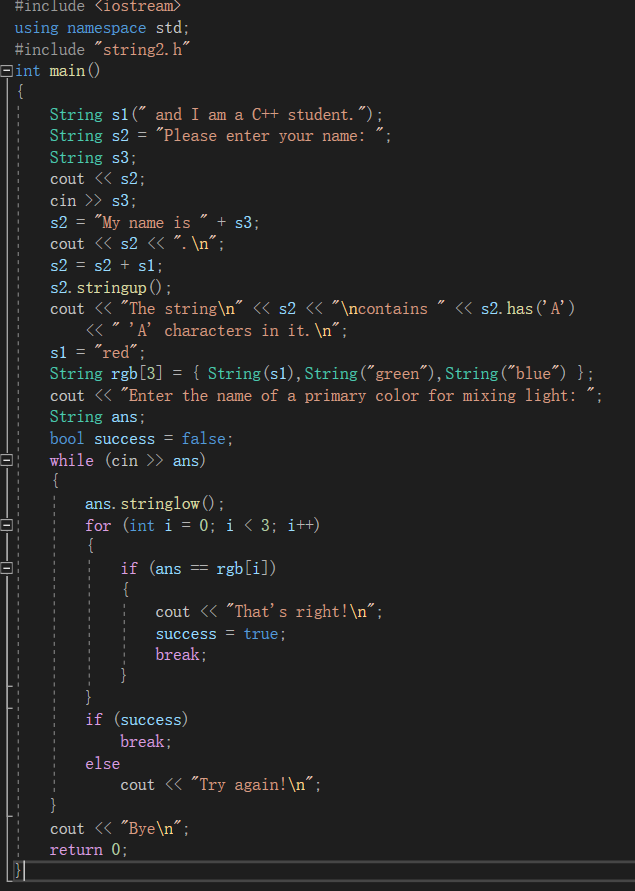 #include <iostream>
using namespace std;
#include "string2.h"
int main()
{
    String s1(" and I am a C++ student.");
    String s2 = "Please enter your name: ";
    String s3;
    cout << s2;
    cin >> s3;
    s2 = "My name is " + s3;
    cout << s2 << ".\n";
    s2 = s2 + s1;
    s2.stringup();
    cout << "The string\n" << s2 << "\ncontains " << s2.has('A')
        << " 'A' characters in it.\n";
    s1 = "red";
    String rgb[3] = { String(s1),String("green"),String("blue") };
    cout << "Enter the name of a primary color for mixing light: ";
    String ans;
    bool success = false;
    while (cin >> ans)
    {
        ans.stringlow();
        for (int i = 0; i < 3; i++)
        {
            if (ans == rgb[i])
            {
                cout << "That's right!\n";
                success = true;
                break;
            }
        }
        if (success)
            break;
        else
            cout << "Try again!\n";
    }
    cout << "Bye\n";
    return 0;
}